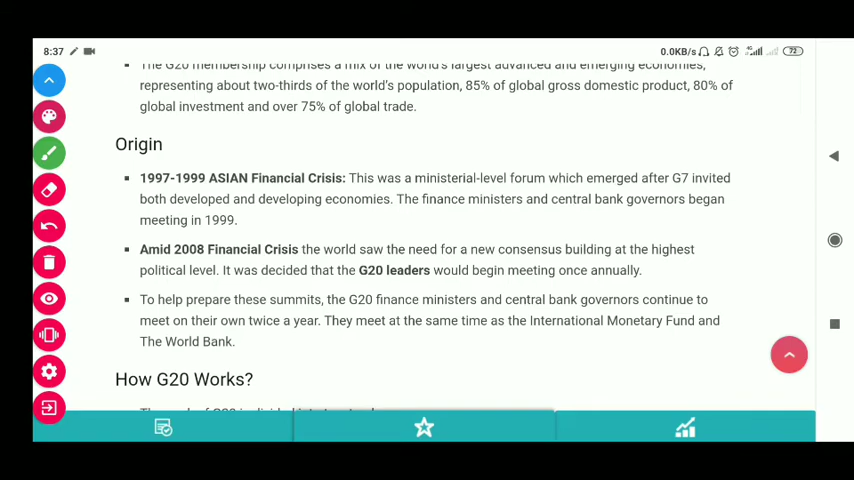 8:37
0.0KB/s 4G 72
The G20 membership comprises a mix of the world's largest advanced and emerging economies,
representing about two-thirds of the world's population, 85% of global gross domestic product, 80% of
global investment and over 75% of global trade.
Origin
1997-1999 ASIAN Financial Crisis: This was a ministerial-level forum which emerged after G7 invited
both developed and developing economies. The finance ministers and central bank governors began
meeting in 1999.
Amid 2008 Financial Crisis the world saw the need for a new consensus building at the highest
political level. It was decided that the G20 leaders would begin meeting once annually.
To help prepare these summits, the G20 finance ministers and central bank governors continue to
meet on their own twice a year. They meet at the same time as the International Monetary Fund and
The World Bank.
How G20 Works?